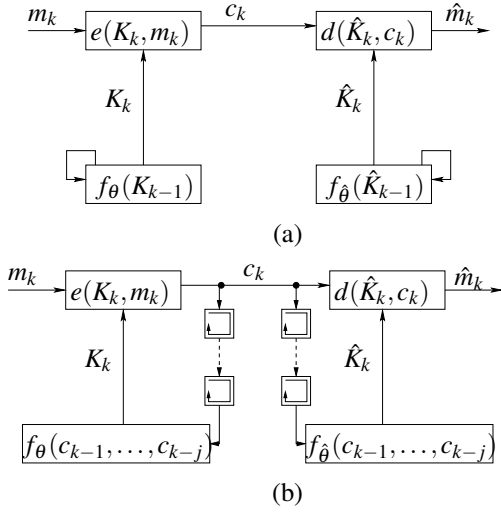 m_k e(K_k, m_k) c_k d(K̂_k, c_k) m̂_k
K_k K̂_k
f_θ(K_{k−1}) f_θ̂(K̂_{k−1})
(a)
m_k e(K_k, m_k) c_k d(K̂_k, c_k) m̂_k
K_k K̂_k
f_θ(c_{k−1}, …, c_{k−j}) f_θ̂(c_{k−1}, …, c_{k−j})
(b)